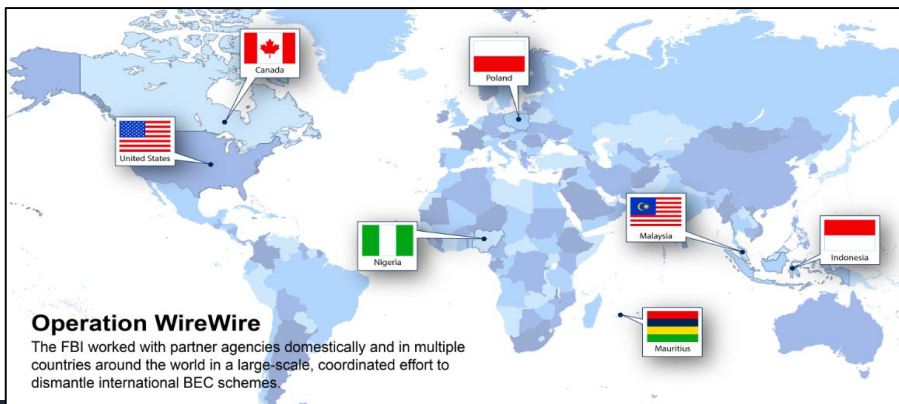 Canada
Poland
United States
Malaysia
Nigeria
Indonesia
Mauritius
Operation WireWire
The FBI worked with partner agencies domestically and in multiple
countries around the world in a large-scale, coordinated effort to
dismantle international BEC schemes.